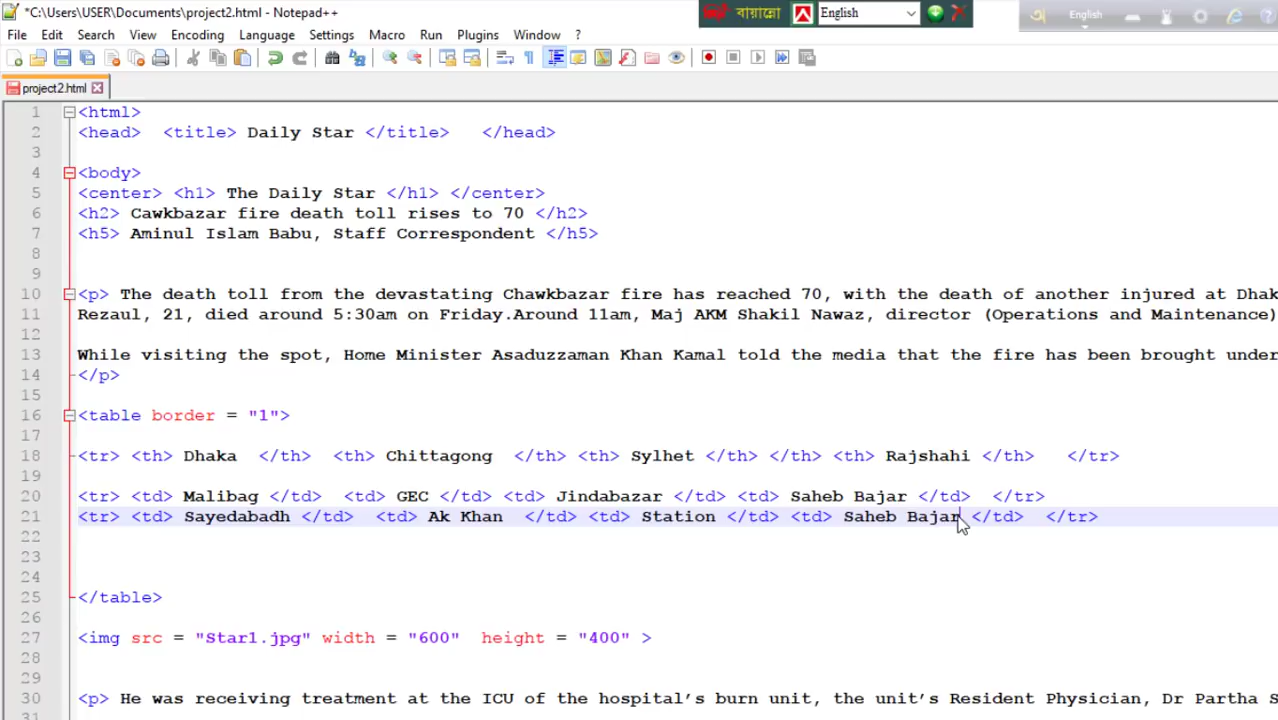 *C:\Users\USER\Documents\project2.html - Notepad++
বায়ান্নো English
English
File Edit Search View Encoding Language Settings Macro Run Plugins Window ?
project2.html
1 <html>
2 <head> <title> Daily Star </title> </head>
3
4 <body>
5 <center> <h1> The Daily Star </h1> </center>
6 <h2> Cawkbazar fire death toll rises to 70 </h2>
7 <h5> Aminul Islam Babu, Staff Correspondent </h5>
8
9
10 <p> The death toll from the devastating Chawkbazar fire has reached 70, with the death of another injured at Dhak
11 Rezaul, 21, died around 5:30am on Friday.Around 11am, Maj AKM Shakil Nawaz, director (Operations and Maintenance)
12
13 While visiting the spot, Home Minister Asaduzzaman Khan Kamal told the media that the fire has been brought under
14 </p>
15
16 <table border = "1">
17
18 <tr> <th> Dhaka </th> <th> Chittagong </th> <th> Sylhet </th> </th> <th> Rajshahi </th> </tr>
19
20 <tr> <td> Malibag </td> <td> GEC </td> <td> Jindabazar </td> <td> Saheb Bajar </td> </tr>
21 <tr> <td> Sayedabadh </td> <td> Ak Khan </td> <td> Station </td> <td> Saheb Bajar </td> </tr>
22
23
24
25 </table>
26
27 <img src = "Star1.jpg" width = "600" height = "400" >
28
29
30 <p> He was receiving treatment at the ICU of the hospital's burn unit, the unit's Resident Physician, Dr Partha S
31